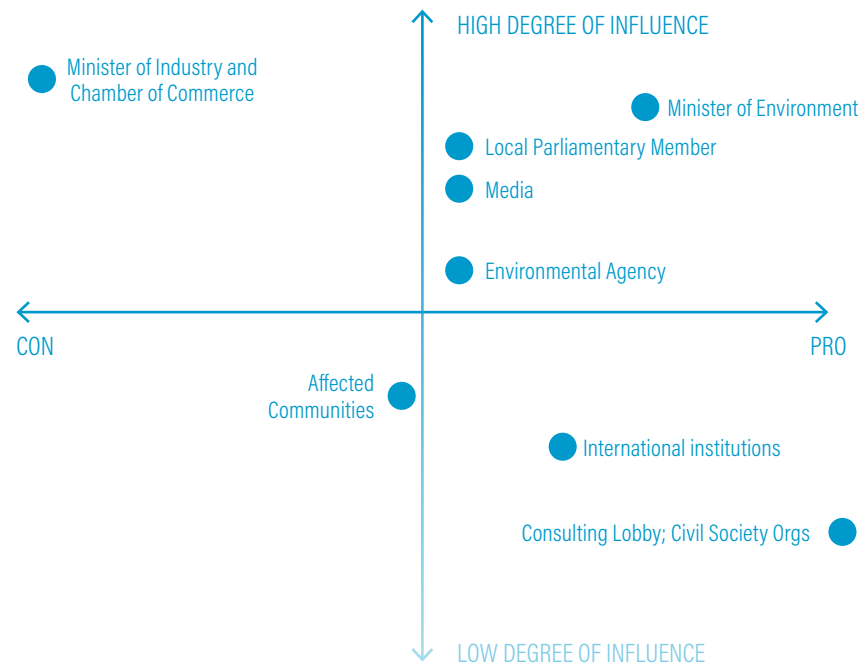 HIGH DEGREE OF INFLUENCE
Minister of Industry and
Chamber of Commerce
Minister of Environment
Local Parliamentary Member
Media
Environmental Agency
CON
PRO
Affected
Communities
International institutions
Consulting Lobby; Civil Society Orgs
LOW DEGREE OF INFLUENCE